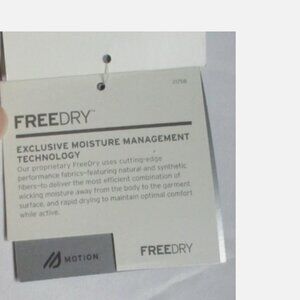 FREEDRY™
EXCLUSIVE MOISTURE MANAGEMENT
TECHNOLOGY
Our proprietary FreeDry uses cutting-edge
performance fabrics–featuring natural and synthetic
fibers–to deliver the most efficient combination of
wicking moisture away from the body to the garment
surface, and rapid drying to maintain optimal comfort
while active.
MOTION
FREEDRY